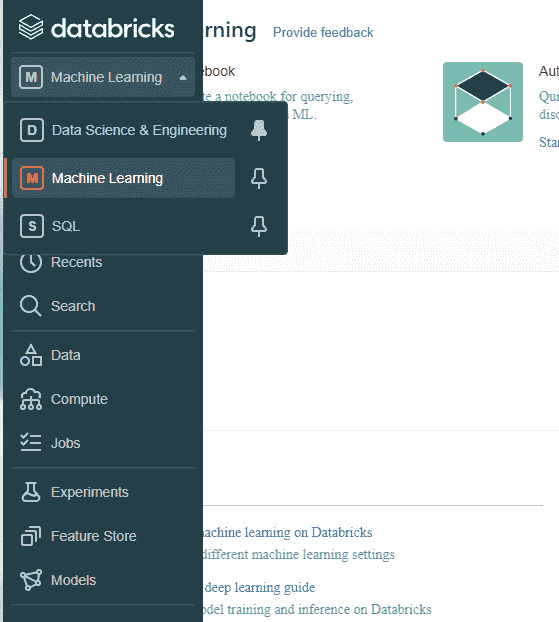 databricks
rning Provide feedback
M Machine Learning
ebook
te a notebook for querying,
ML.
Aut
Qui
disc
Star
D Data Science & Engineering
M Machine Learning
S SQL
Recents
Search
Data
Compute
Jobs
Experiments
Feature Store
Models
achine learning on Databricks
different machine learning settings
deep learning guide
odel training and inference on Databricks